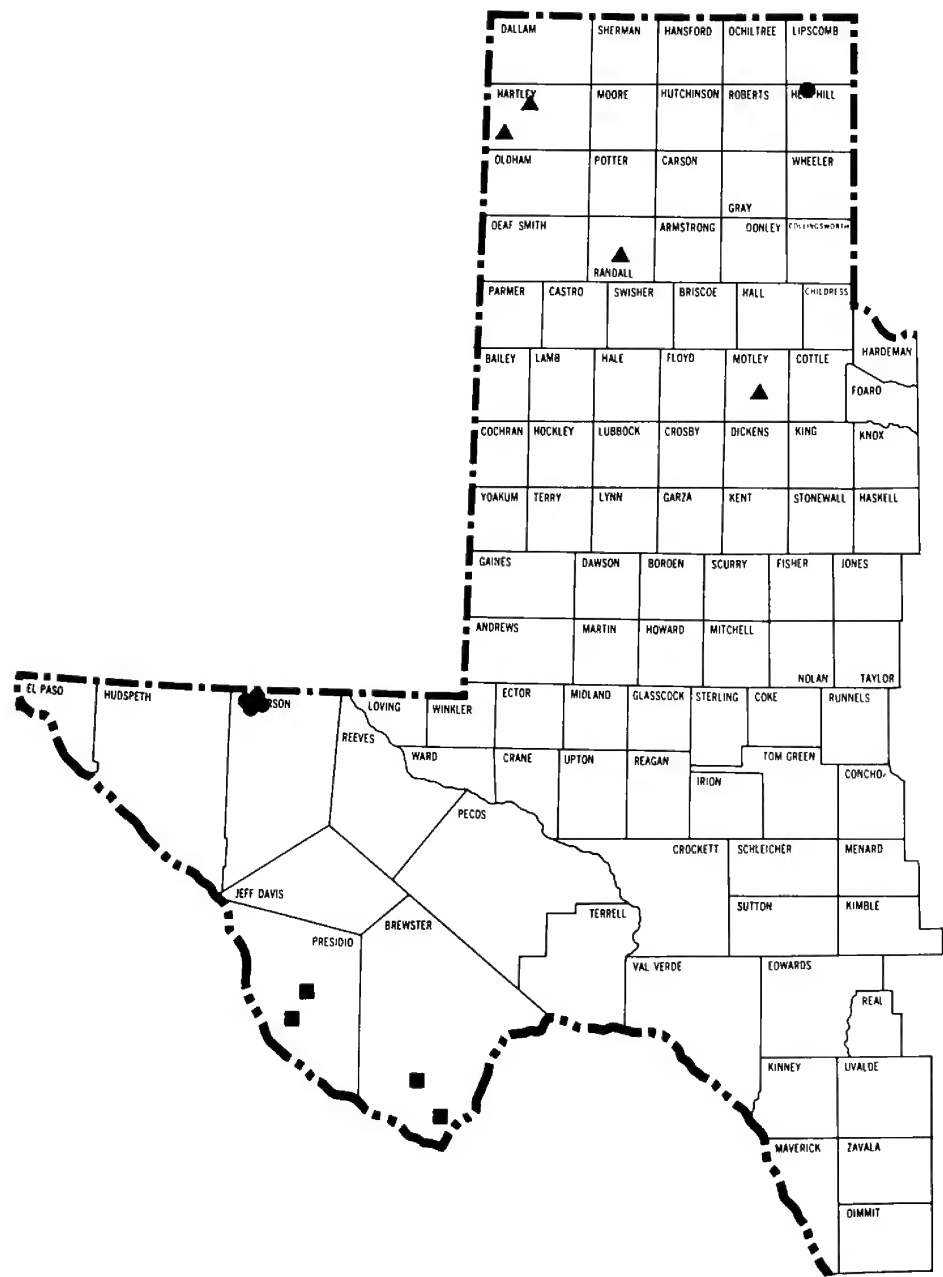 DALLAM SHERMAN HANSFORD OCHILTREE LIPSCOMB
HARTLEY MOORE HUTCHINSON ROBERTS HILL
OLDHAM POTTER CARSON WHEELER
GRAY
DEAF SMITH ARMSTRONG DONLEY COLLINGSWORTH
RANDALL
PARMER CASTRO SWISHER BRISCOE HALL CHILDRESS
HARDEMAN
BAILEY LAMB HALE FLOYD MOTLEY COTTLE
FOARD
COCHRAN HOCKLEY LUBBOCK CROSBY DICKENS KING KNOX
YOAKUM TERRY LYNN GARZA KENT STONEWALL HASKELL
GAINES DAWSON BORDEN SCURRY FISHER JONES
ANDREWS MARTIN HOWARD MITCHELL
NOLAN TAYLOR
EL PASO HUDSPETH RSON LOVING WINKLER ECTOR MIDLAND GLASSCOCK STERLING COKE RUNNELS
REEVES
WARD CRANE UPTON REAGAN TOM GREEN
IRION CONCHO
PECOS
CROCKETT SCHLEICHER MENARD
JEFF DAVIS
SUTTON KIMBLE
TERRELL
BREWSTER
PRESIDIO
VAL VERDE EDWARDS
REAL
KINNEY UVALDE
MAVERICK ZAVALA
DIMMIT